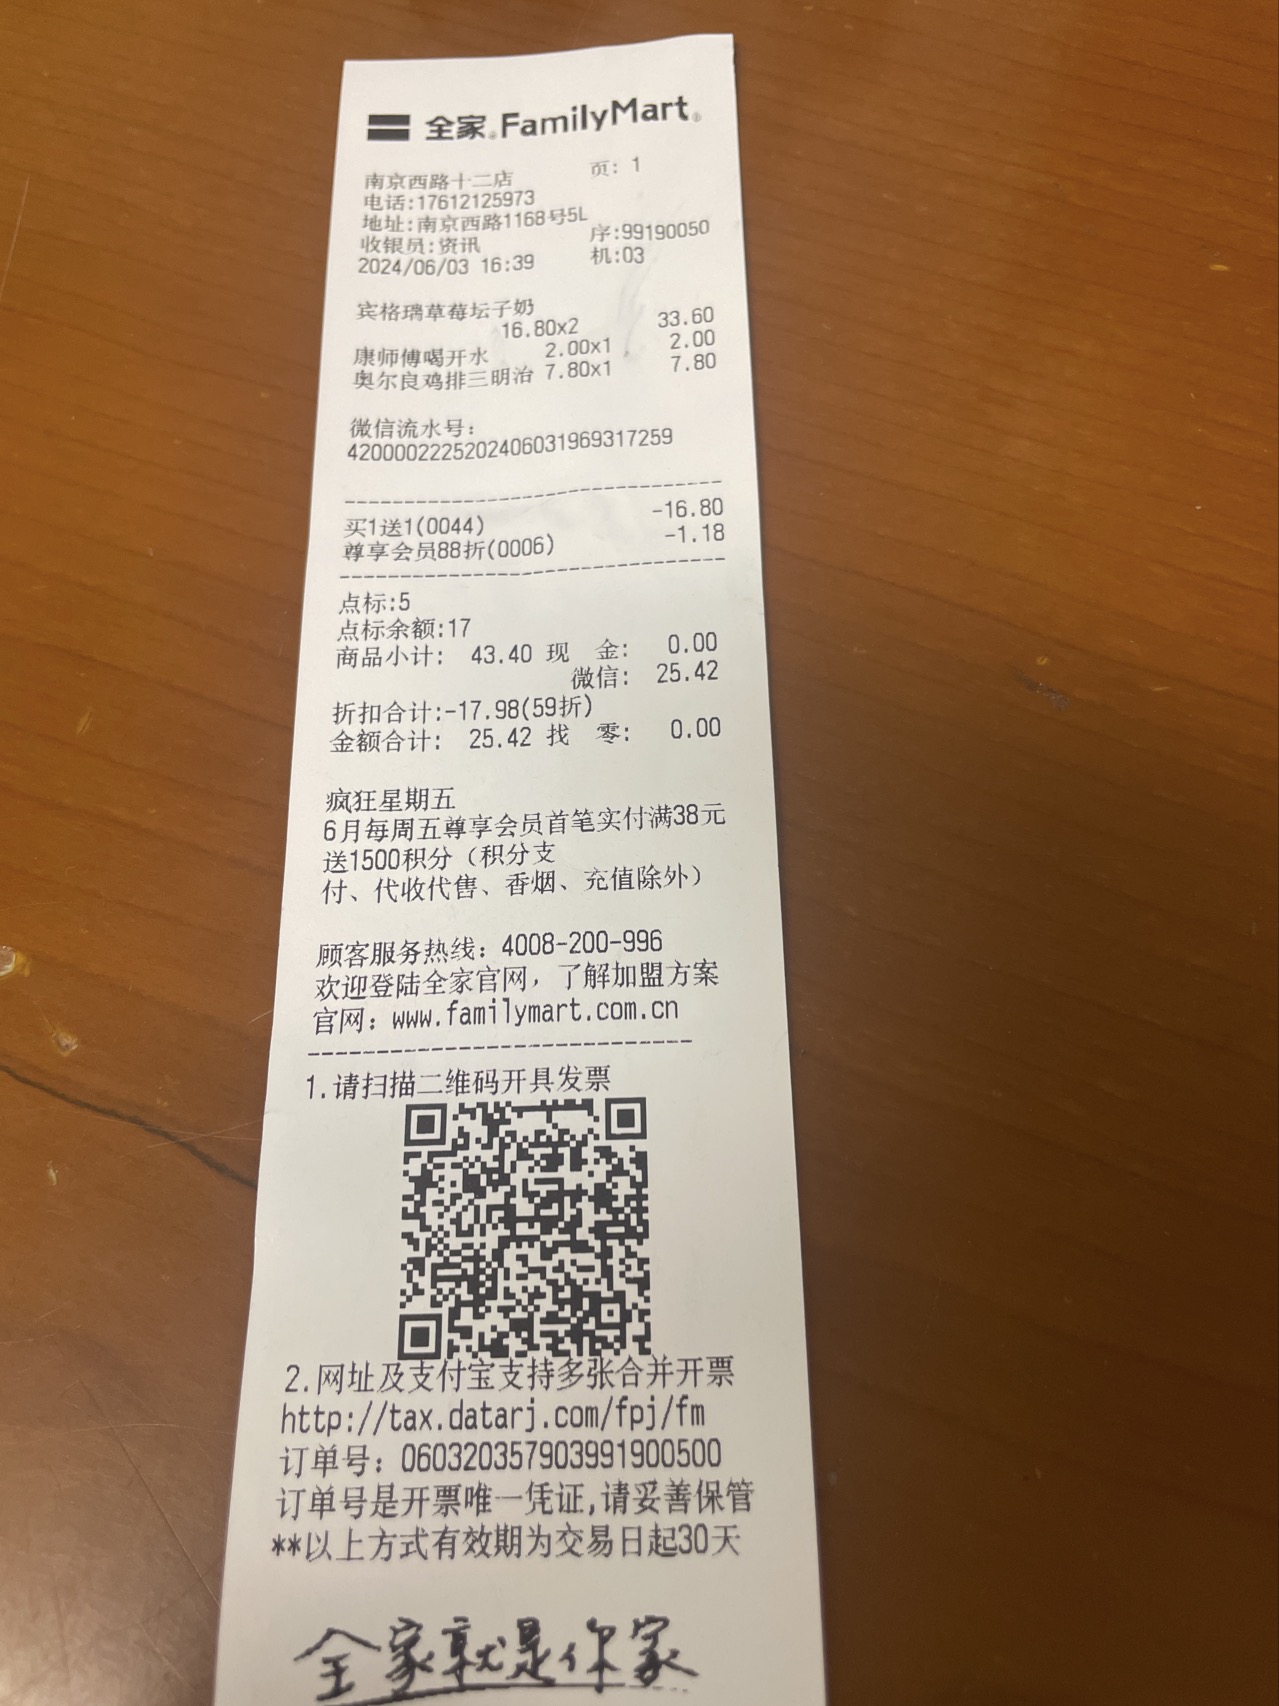 全家 FamilyMart
南京西路十二店 页: 1
电话:17612125973
地址:南京西路1168号5L
收银员:资讯 序:99190050
2024/06/03 16:39 机:03
宾格瑞草莓坛子奶
16.80x2 33.60
康师傅喝开水 2.00x1 2.00
奥尔良鸡排三明治 7.80x1 7.80
微信流水号:
4200002225202406031969317259
买1送1(0044) -16.80
尊享会员88折(0006) -1.18
点标:5
点标余额:17
商品小计: 43.40 现 金: 0.00
微信: 25.42
折扣合计:-17.98(59折)
金额合计: 25.42 找 零: 0.00
疯狂星期五
6月每周五尊享会员首笔实付满38元
送1500积分（积分支
付、代收代售、香烟、充值除外）
顾客服务热线: 4008-200-996
欢迎登陆全家官网，了解加盟方案
官网: www.familymart.com.cn
1.请扫描二维码开具发票
2.网址及支付宝支持多张合并开票
http://tax.datarj.com/fpj/fm
订单号: 060320357903991900500
订单号是开票唯一凭证,请妥善保管
**以上方式有效期为交易日起30天
全家就是你家